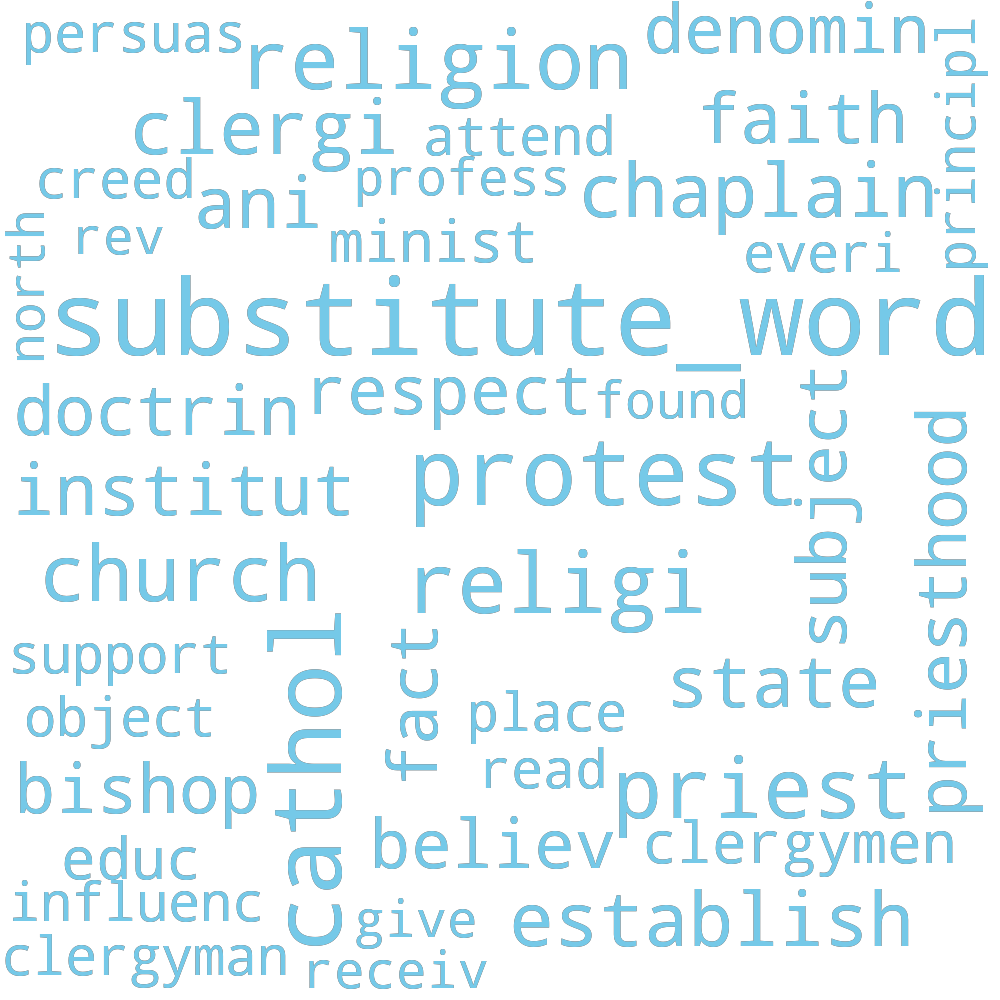 persuas
religion
denomin
principl
clergi
attend
faith
creed
ani
profess
chaplain
north
rev
minist
everi
substitute_word
doctrin
respect
found
subject
institut
protest
priesthood
church
religi
support
cathol
fact
state
object
place
bishop
read
priest
educ
believ
clergymen
influenc
give
establish
clergyman
receiv